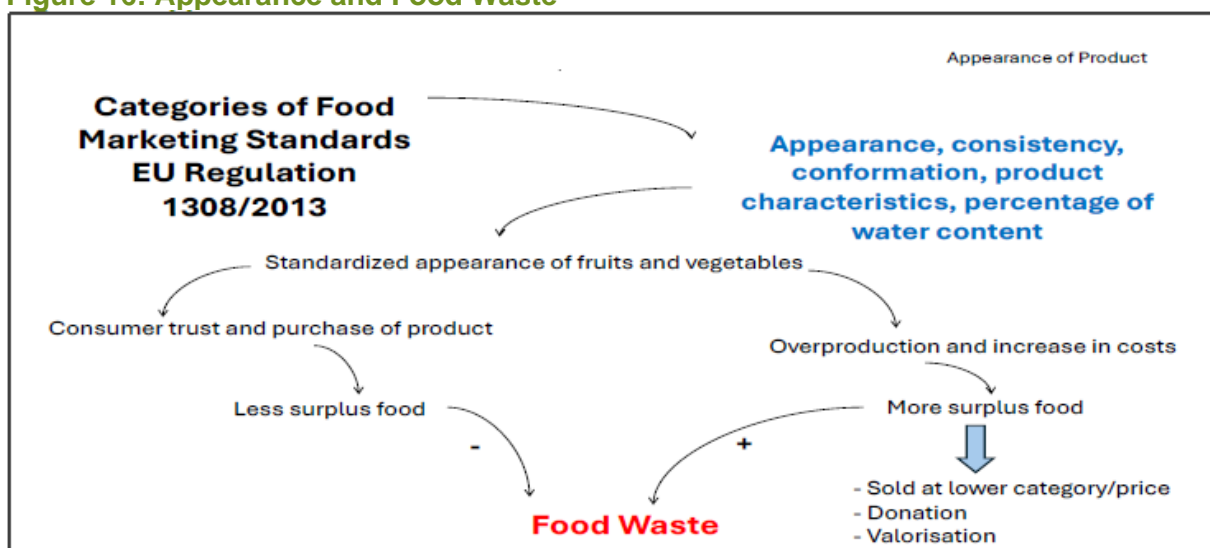 Figure 10: Appearance and Food Waste
Appearance of Product
Categories of Food
Marketing Standards
EU Regulation
1308/2013
Appearance, consistency,
conformation, product
characteristics, percentage of
water content
Standardized appearance of fruits and vegetables
Consumer trust and purchase of product
Overproduction and increase in costs
Less surplus food
More surplus food
-
+
- Sold at lower category/price
- Donation
- Valorisation
Food Waste